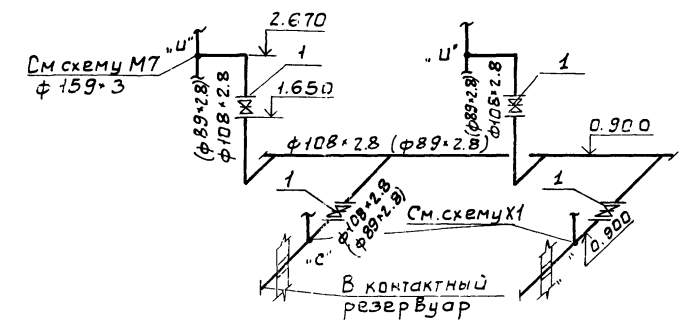 2.670
"и"
1
См схему М7
ф 159*3
(ф89*2.8)
ф108*2.8
1.650
"и"
1
(ф89*2.8)
ф108*2.8
0.900
ф108*2.8 (ф89*2.8)
1
ф108*2.8
(ф89*2.8)
1
См. схему Х1
0.900
"с"
В контактный
резервуар